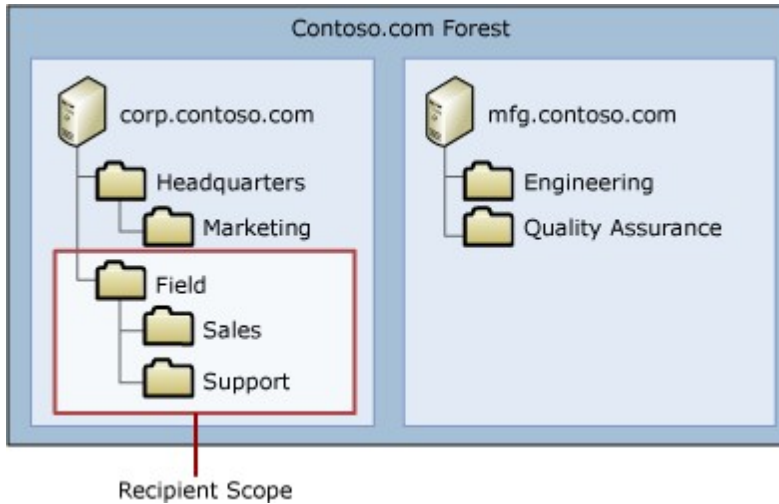 Contoso.com Forest
corp.contoso.com
Headquarters
Marketing
Field
Sales
Support
mfg.contoso.com
Engineering
Quality Assurance
Recipient Scope